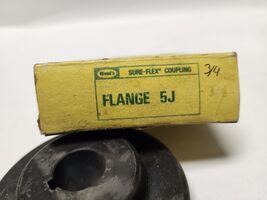 Wood's
SURE-FLEX® COUPLING
3/4
FLANGE 5J